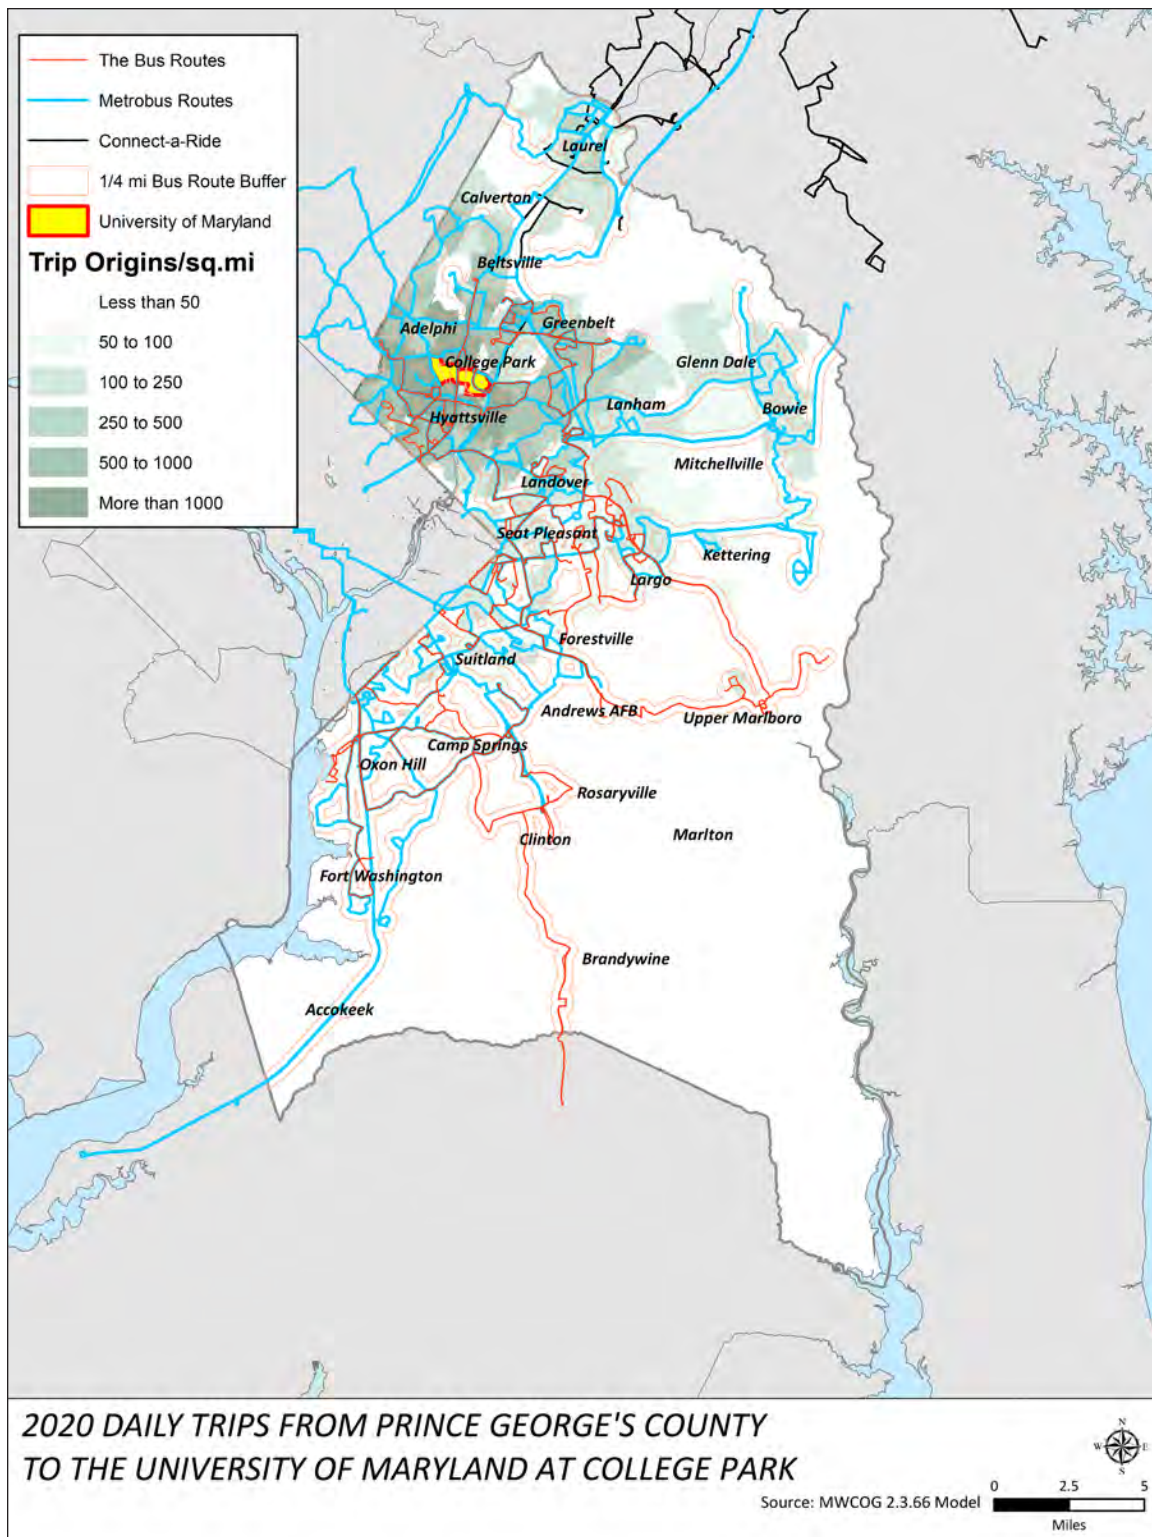 The Bus Routes
Metrobus Routes
Connect-a-Ride
1/4 mi Bus Route Buffer
University of Maryland
Trip Origins/sq.mi
Less than 50
50 to 100
100 to 250
250 to 500
500 to 1000
More than 1000
Laurel
Calverton
Beltsville
Adelphi
Greenbelt
College Park
Glenn Dale
Hyattsville
Lanham
Bowie
Mitchellville
Landover
Seat Pleasant
Kettering
Largo
Forestville
Suitland
Andrews AFB
Upper Marlboro
Camp Springs
Oxon Hill
Rosaryville
Clinton
Marlton
Fort Washington
Brandywine
Accokeek
2020 DAILY TRIPS FROM PRINCE GEORGE'S COUNTY
TO THE UNIVERSITY OF MARYLAND AT COLLEGE PARK
N
W E
S
Source: MWCOG 2.3.66 Model
0 2.5 5
Miles